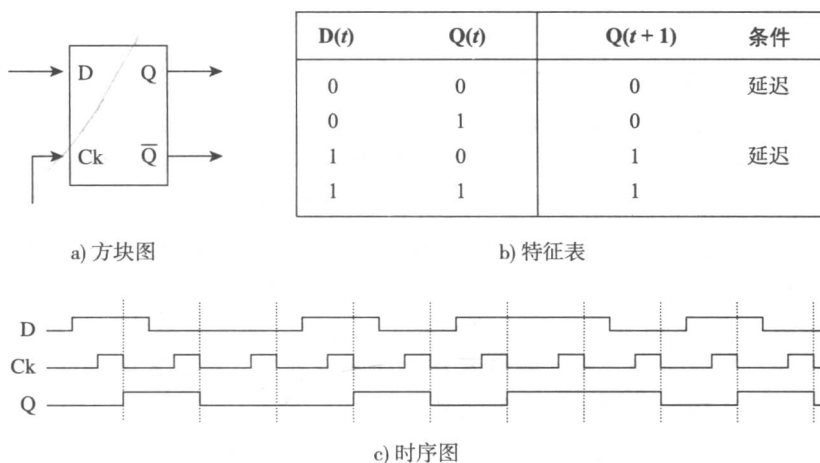 D Q
Ck Q̅
a) 方块图
D(t) Q(t) Q(t + 1) 条件
0 0 0 延迟
0 1 0
1 0 1 延迟
1 1 1
b) 特征表
D
Ck
Q
c) 时序图